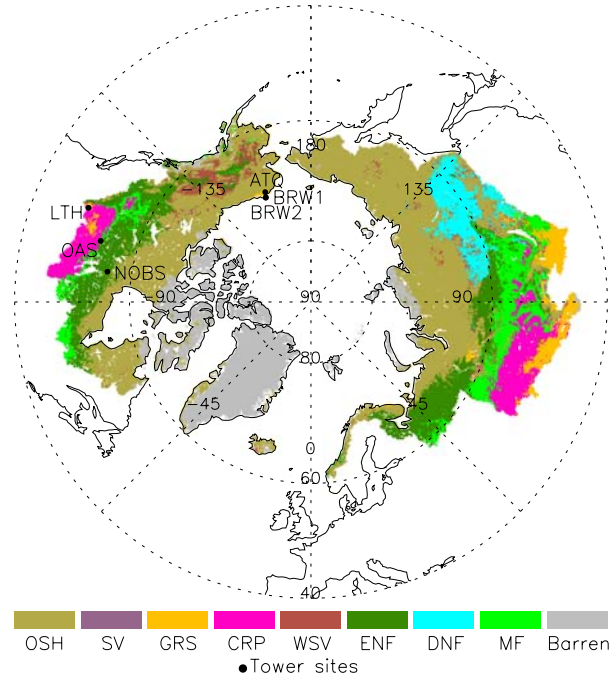 180
-135
135
ATQ
BRW1
BRW2
LTH
OAS
NOBS
-90
90
90
80
-45
45
0
60
40
OSH SV GRS CRP WSV ENF DNF MF Barren
●Tower sites